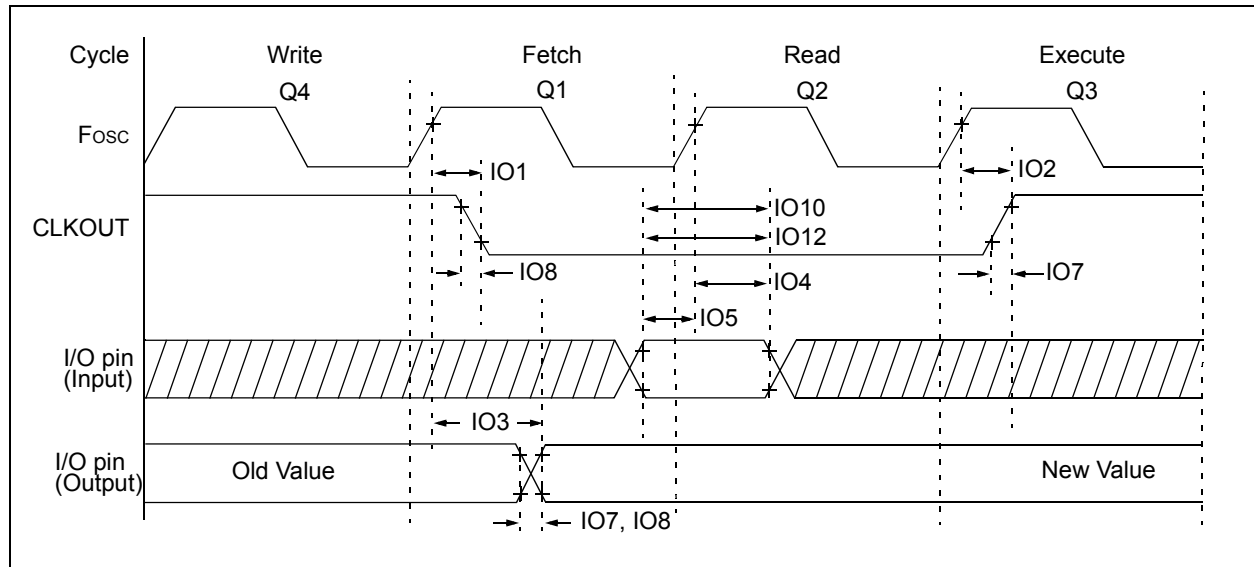 Cycle Write Fetch Read Execute
Q4 Q1 Q2 Q3
Fosc
IO1 IO2
IO10
CLKOUT
IO12
IO8 IO7
IO4
IO5
I/O pin
(Input)
IO3
I/O pin
(Output)
Old Value New Value
IO7, IO8